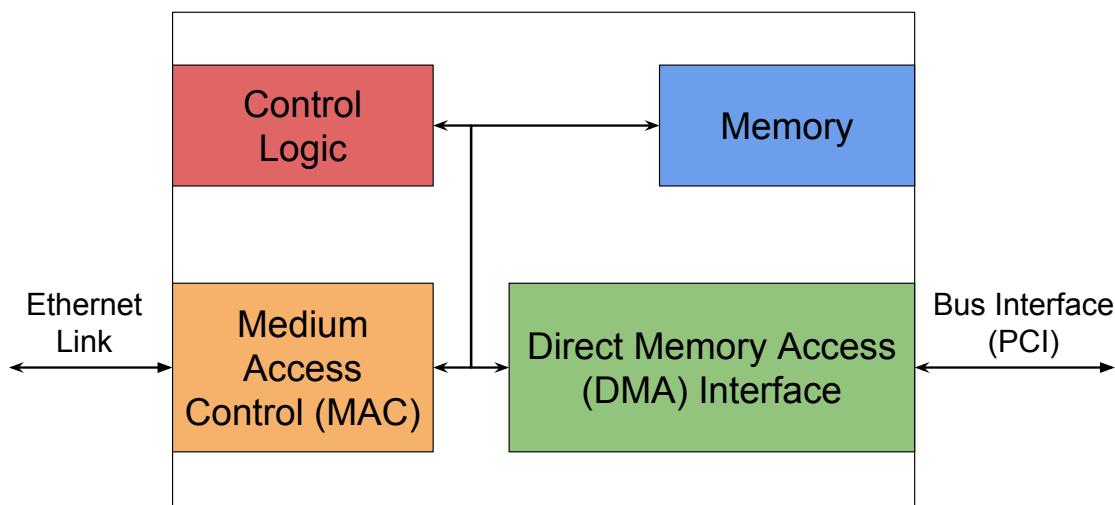 Control
Logic
Memory
Ethernet
Link
Medium
Access
Control (MAC)
Direct Memory Access
(DMA) Interface
Bus Interface
(PCI)